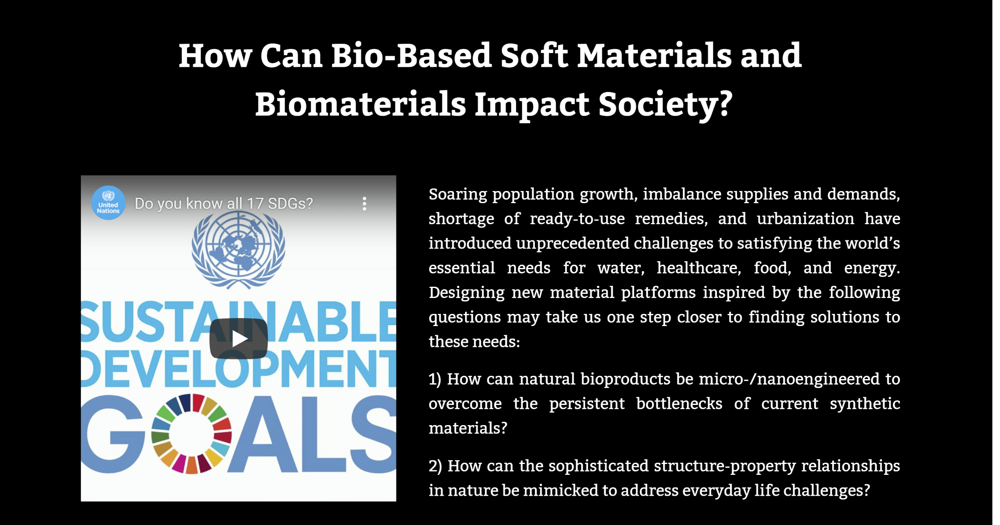 How Can Bio-Based Soft Materials and
Biomaterials Impact Society?
United
Nations
Do you know all 17 SDGs?
SUSTAINABLE
DEVELOPMENT
GOALS
Soaring population growth, imbalance supplies and demands,
shortage of ready-to-use remedies, and urbanization have
introduced unprecedented challenges to satisfying the world’s
essential needs for water, healthcare, food, and energy.
Designing new material platforms inspired by the following
questions may take us one step closer to finding solutions to
these needs:
1) How can natural bioproducts be micro-/nanoengineered to
overcome the persistent bottlenecks of current synthetic
materials?
2) How can the sophisticated structure-property relationships
in nature be mimicked to address everyday life challenges?